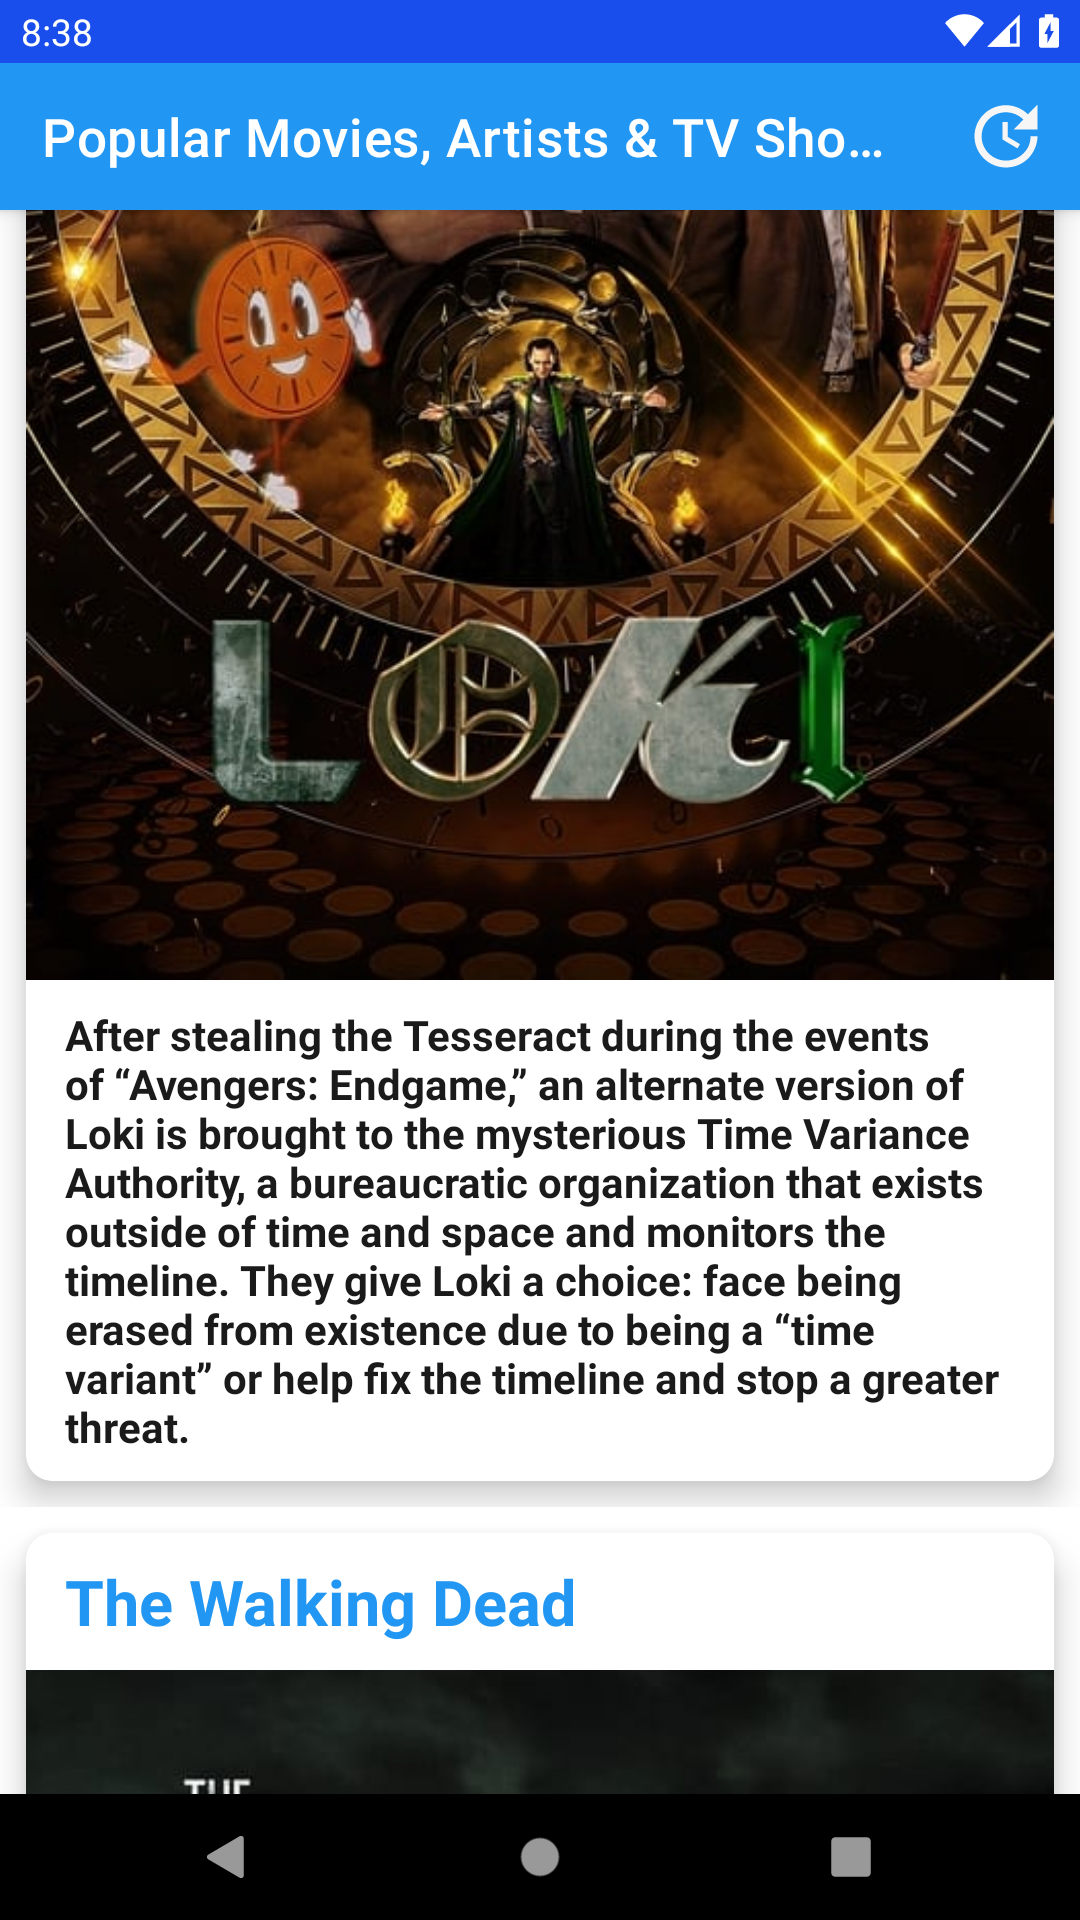 8:38
Popular Movies, Artists & TV Sho...
LOKI
After stealing the Tesseract during the events
of “Avengers: Endgame,” an alternate version of
Loki is brought to the mysterious Time Variance
Authority, a bureaucratic organization that exists
outside of time and space and monitors the
timeline. They give Loki a choice: face being
erased from existence due to being a “time
variant” or help fix the timeline and stop a greater
threat.
The Walking Dead
THE